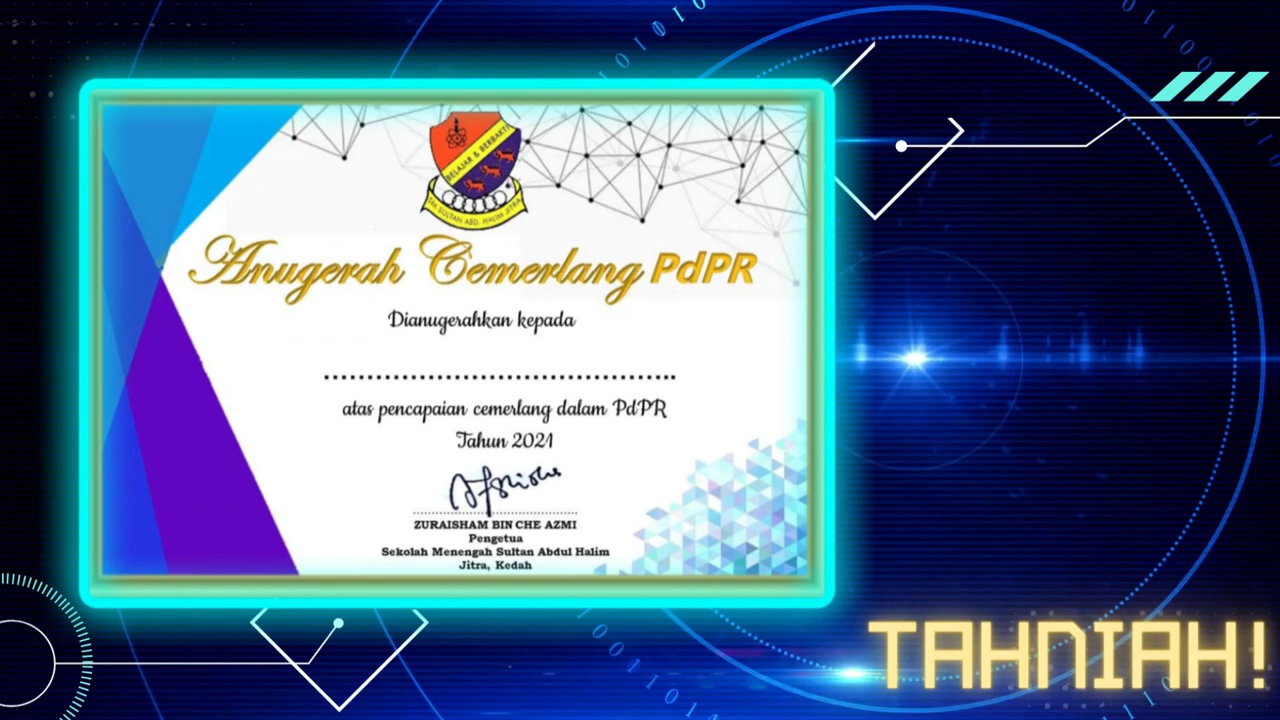 BELAJAR & BERBAKTI
SM SULTAN ABD. HALIM JITRA
Anugerah Cemerlang PdPR
Dianugerahkan kepada
atas pencapaian cemerlang dalam PdPR
Tahun 2021
ZURAISHAM BIN CHE AZMI
Pengetua
Sekolah Menengah Sultan Abdul Halim
Jitra, Kedah
TAHNIAH!